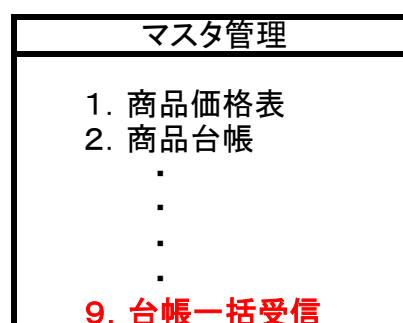 マスタ管理
１．商品価格表
２．商品台帳
・
・
・
・
９．台帳一括受信